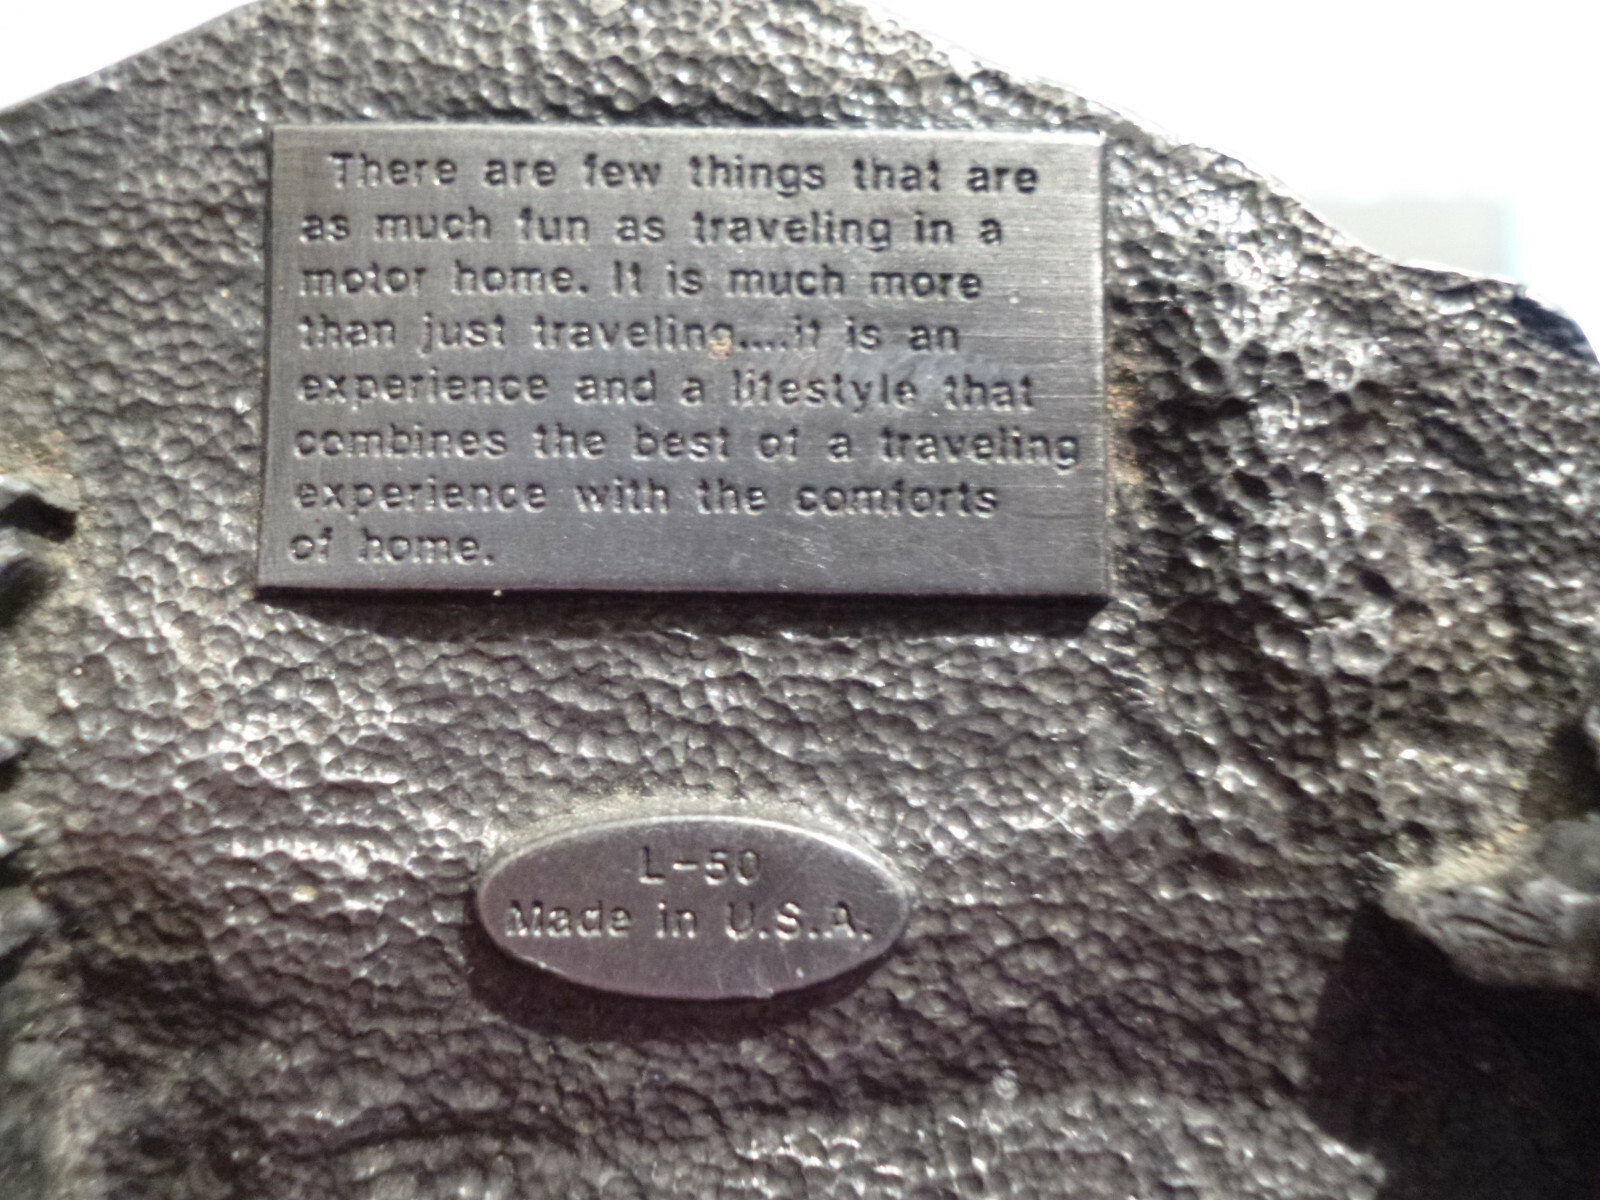 There are few things that are
as much fun as traveling in a
motor home. It is much more
than just traveling....it is an
experience and a lifestyle that
combines the best of a traveling
experience with the comforts
of home.
L-50
Made in U.S.A.